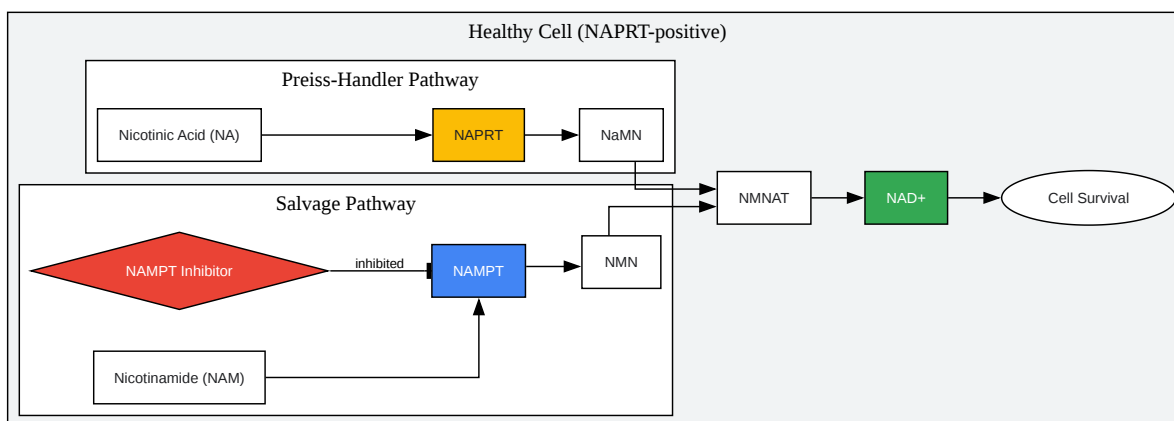 Healthy Cell (NAPRT-positive)
Preiss-Handler Pathway
Nicotinic Acid (NA)
NAPRT
NaMN
Salvage Pathway
NMNAT
NAD+
Cell Survival
NAMPT Inhibitor
inhibited
NAMPT
NMN
Nicotinamide (NAM)